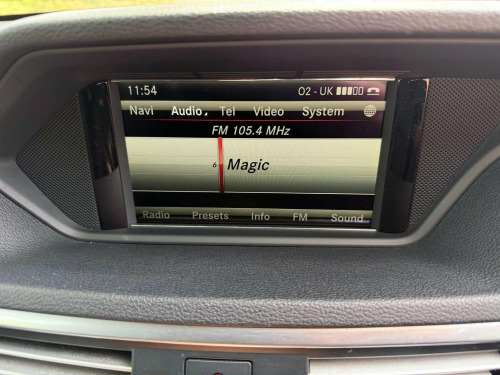 11:54 O2 - UK
Navi Audio Tel Video System
FM 105.4 MHz
6 Magic
Radio Presets Info FM Sound